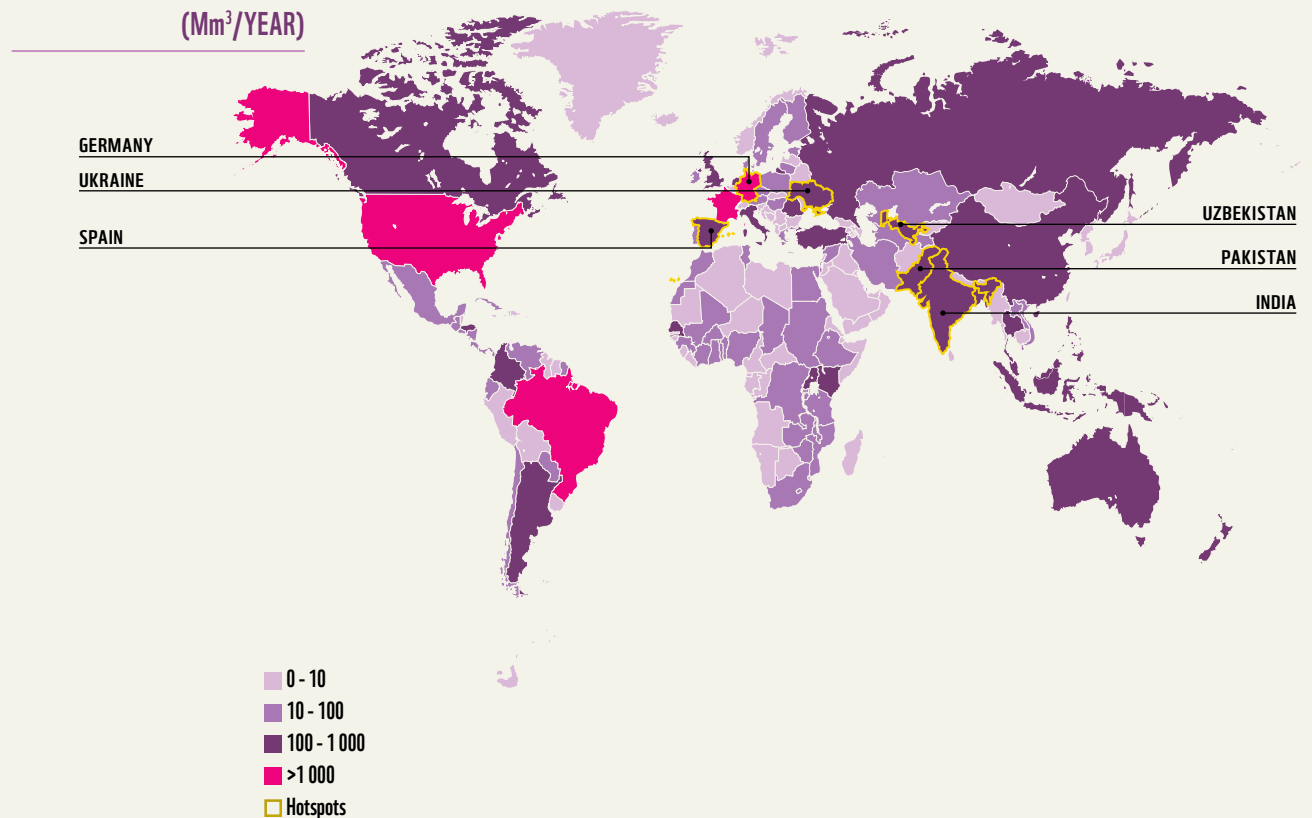 (Mm³/YEAR)
GERMANY
UKRAINE
SPAIN
UZBEKISTAN
PAKISTAN
INDIA
0 - 10
10 - 100
100 - 1 000
>1 000
Hotspots